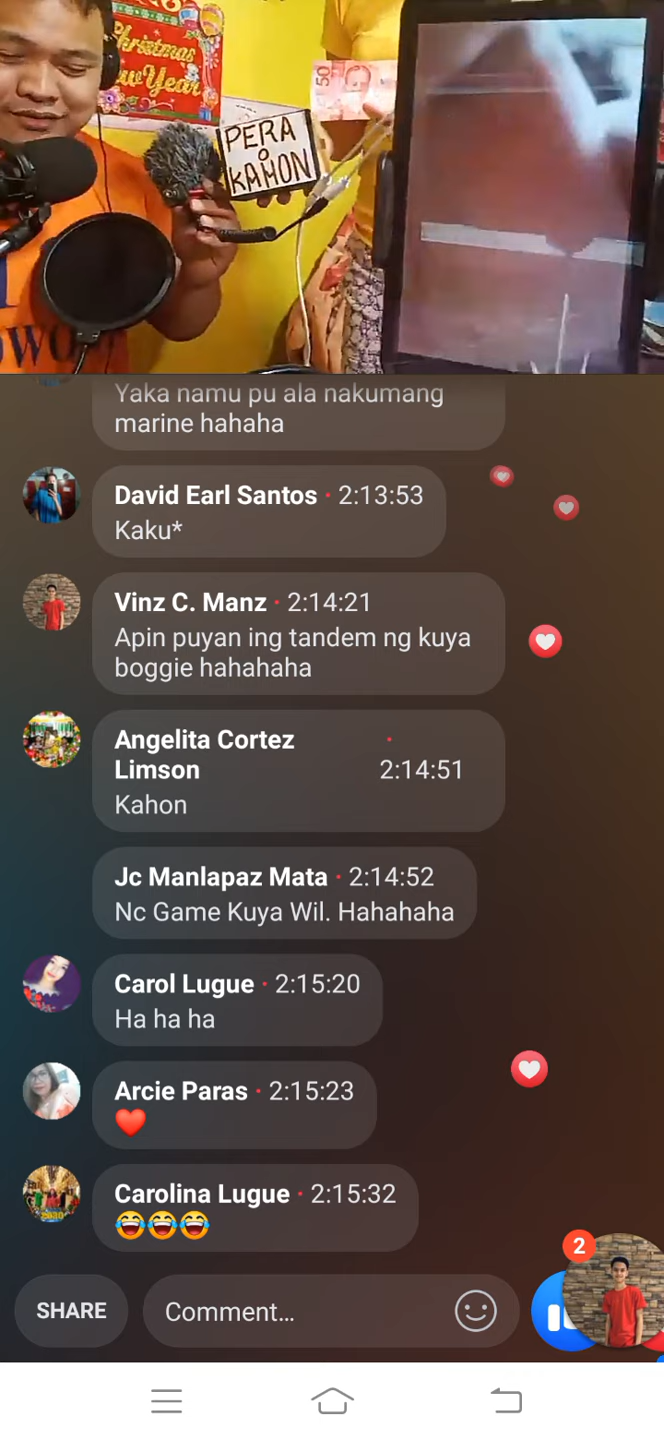 Christmas
New Year
50
PERA
O
KAHON
Yaka namu pu ala nakumang
marine hahaha
David Earl Santos · 2:13:53
Kaku*
Vinz C. Manz · 2:14:21
Apin puyan ing tandem ng kuya
boggie hahahaha
Angelita Cortez ·
Limson 2:14:51
Kahon
Jc Manlapaz Mata · 2:14:52
Nc Game Kuya Wil. Hahahaha
Carol Lugue · 2:15:20
Ha ha ha
Arcie Paras · 2:15:23
❤️
Carolina Lugue · 2:15:32
😂😂😂
2
SHARE
Comment...